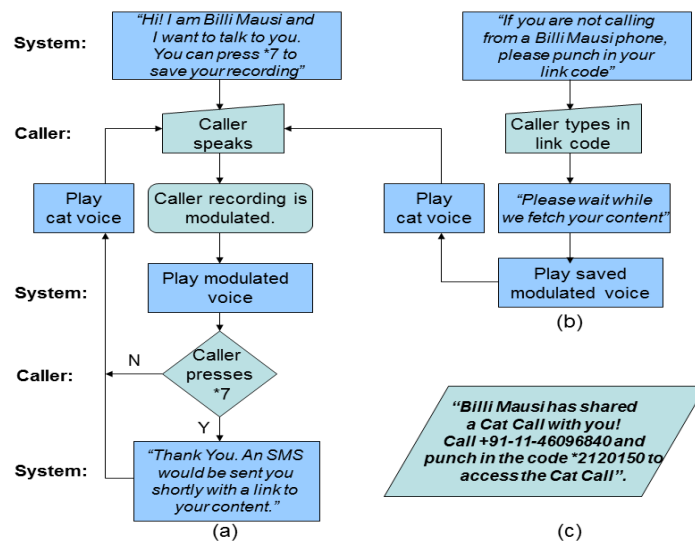 System:
“Hi! I am Billi Mausi and
I want to talk to you.
You can press *7 to
save your recording”
Caller:
Caller
speaks
Play
cat voice
Caller recording is
modulated.
System:
Play modulated
voice
Caller:
Caller
presses
*7
N
Y
System:
“Thank You. An SMS
would be sent you
shortly with a link to
your content.”
(a)
“If you are not calling
from a Billi Mausi phone,
please punch in your
link code”
Caller types in
link code
Play
cat voice
“Please wait while
we fetch your content”
Play saved
modulated voice
(b)
“Billi Mausi has shared
a Cat Call with you!
Call +91-11-46096840 and
punch in the code *2120150 to
access the Cat Call”.
(c)